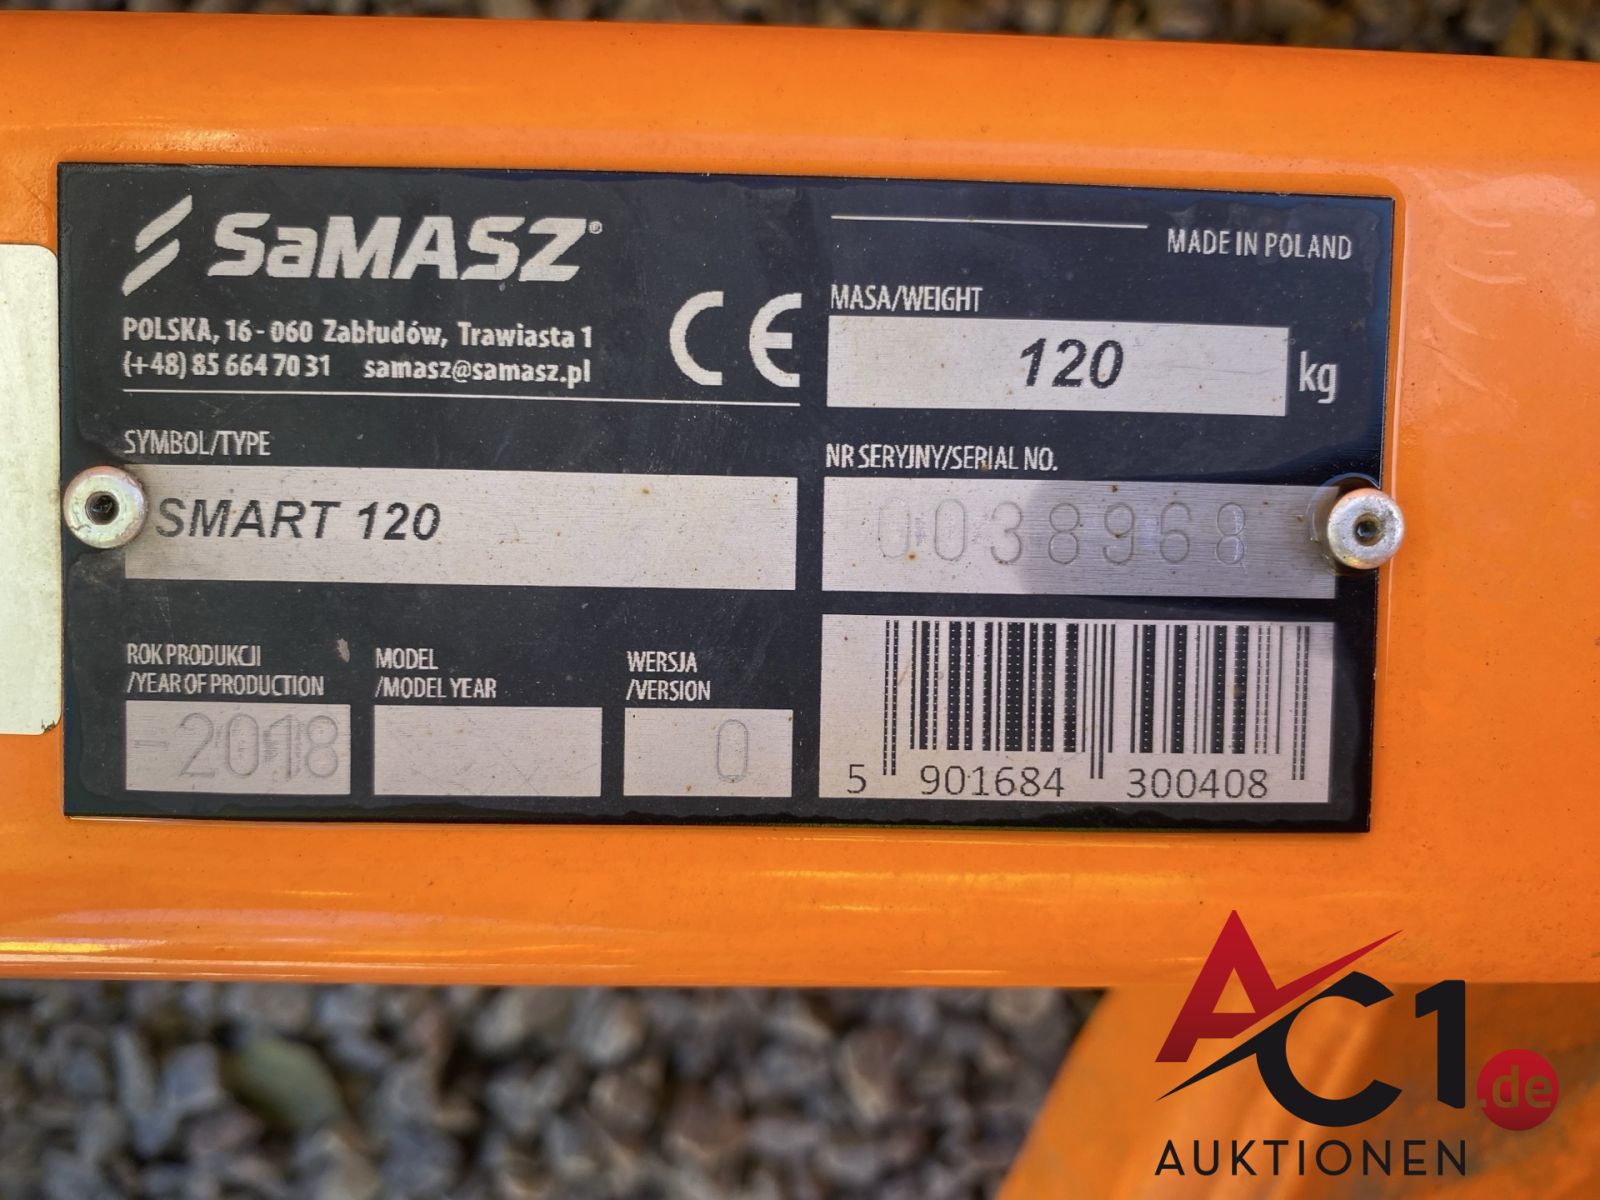 SaMASZ®
POLSKA, 16-060 Zabłudów, Trawiasta 1
(+48) 85 664 70 31 samasz@samasz.pl
CE
MADE IN POLAND
MASA/WEIGHT
120 kg
SYMBOL/TYPE
SMART 120
NR SERYJNY/SERIAL NO.
0038968
ROK PRODUKCJI
/YEAR OF PRODUCTION
-2018
MODEL
/MODEL YEAR
WERSJA
/VERSION
0
5 901684 300408
AC1.de
AUKTIONEN